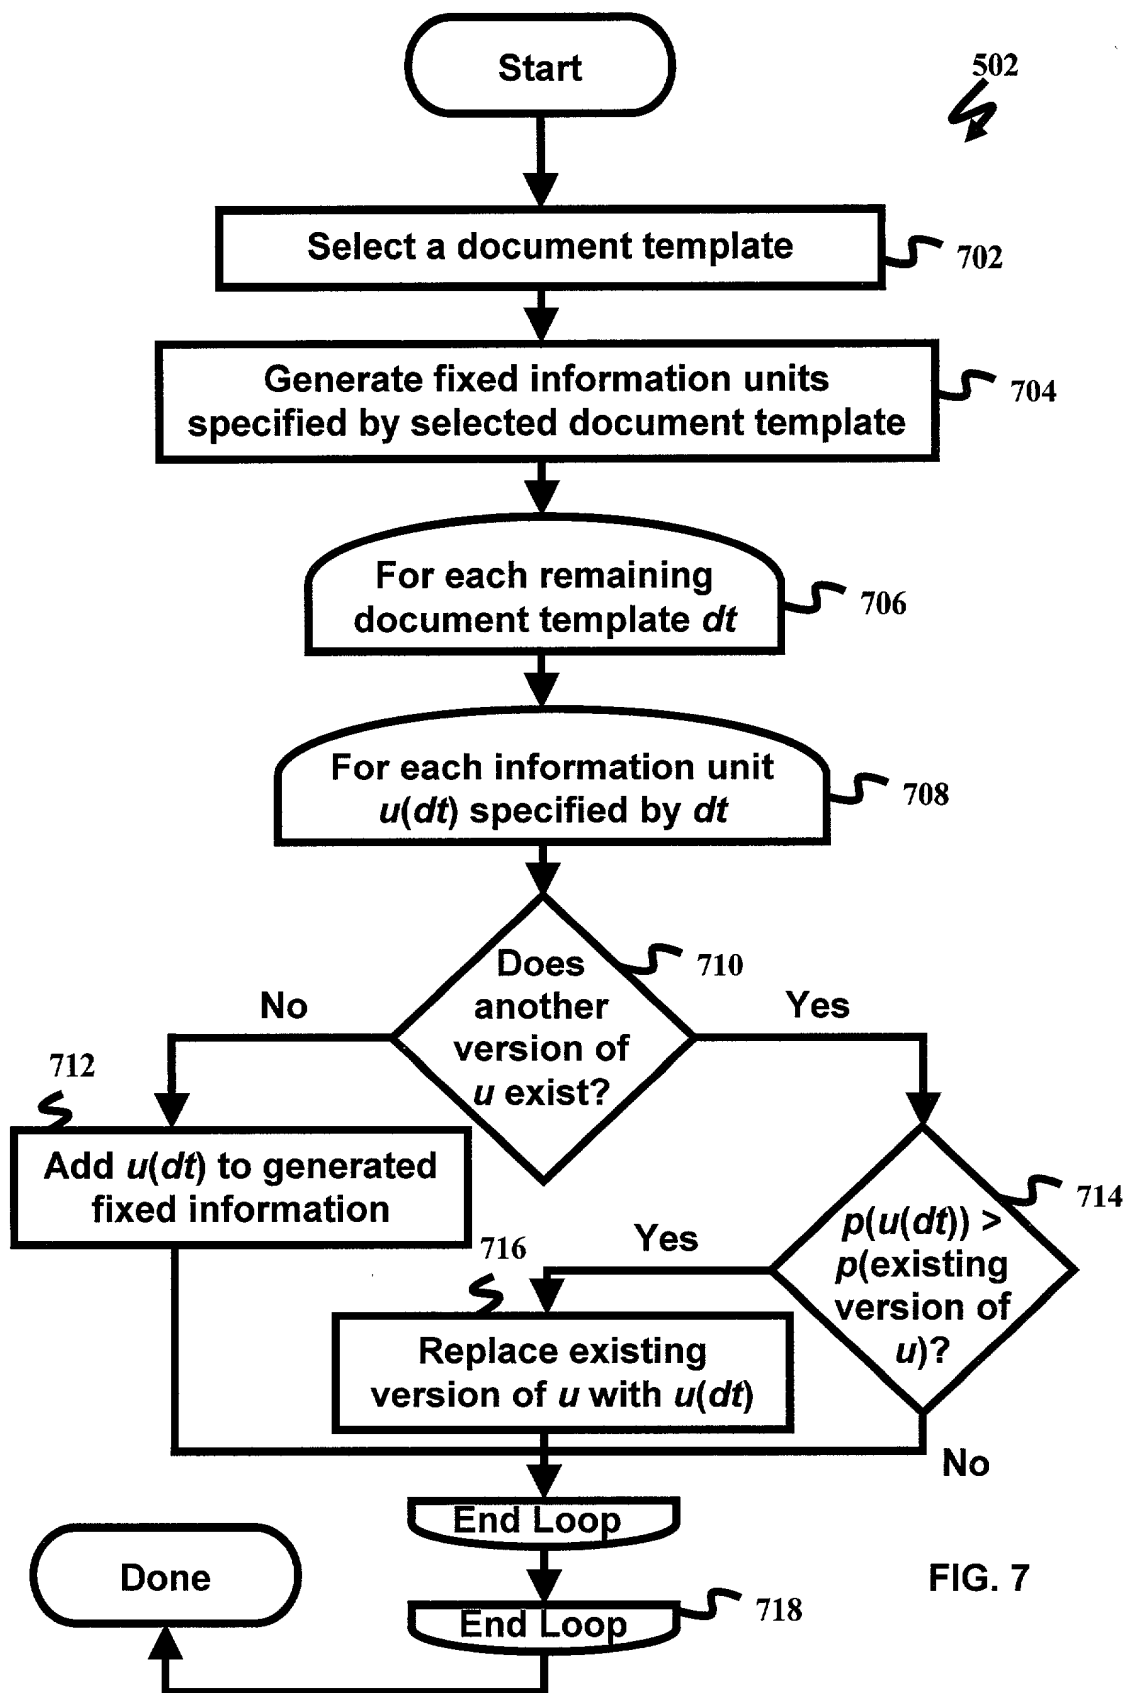 Start
502
Select a document template
702
Generate fixed information units
specified by selected document template
704
For each remaining
document template dt
706
For each information unit
u(dt) specified by dt
708
Does
another
version of
u exist?
710
No
Yes
712
Add u(dt) to generated
fixed information
p(u(dt)) >
p(existing
version of
u)?
714
Yes
716
Replace existing
version of u with u(dt)
No
End Loop
End Loop
718
Done
FIG. 7